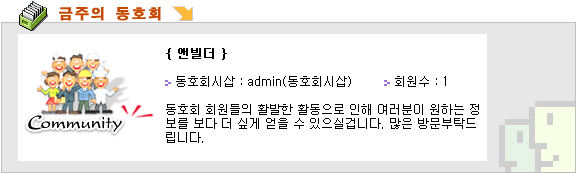 금주의 동호회
{ 앤빌더 }
동호회시삽 : admin(동호회시삽) 회원수 : 1
Community
동호회 회원들의 활발한 활동으로 인해 여러분이 원하는 정
보를 보다 더 싶게 얻을 수 있으실겁니다. 많은 방문부탁드
립니다.